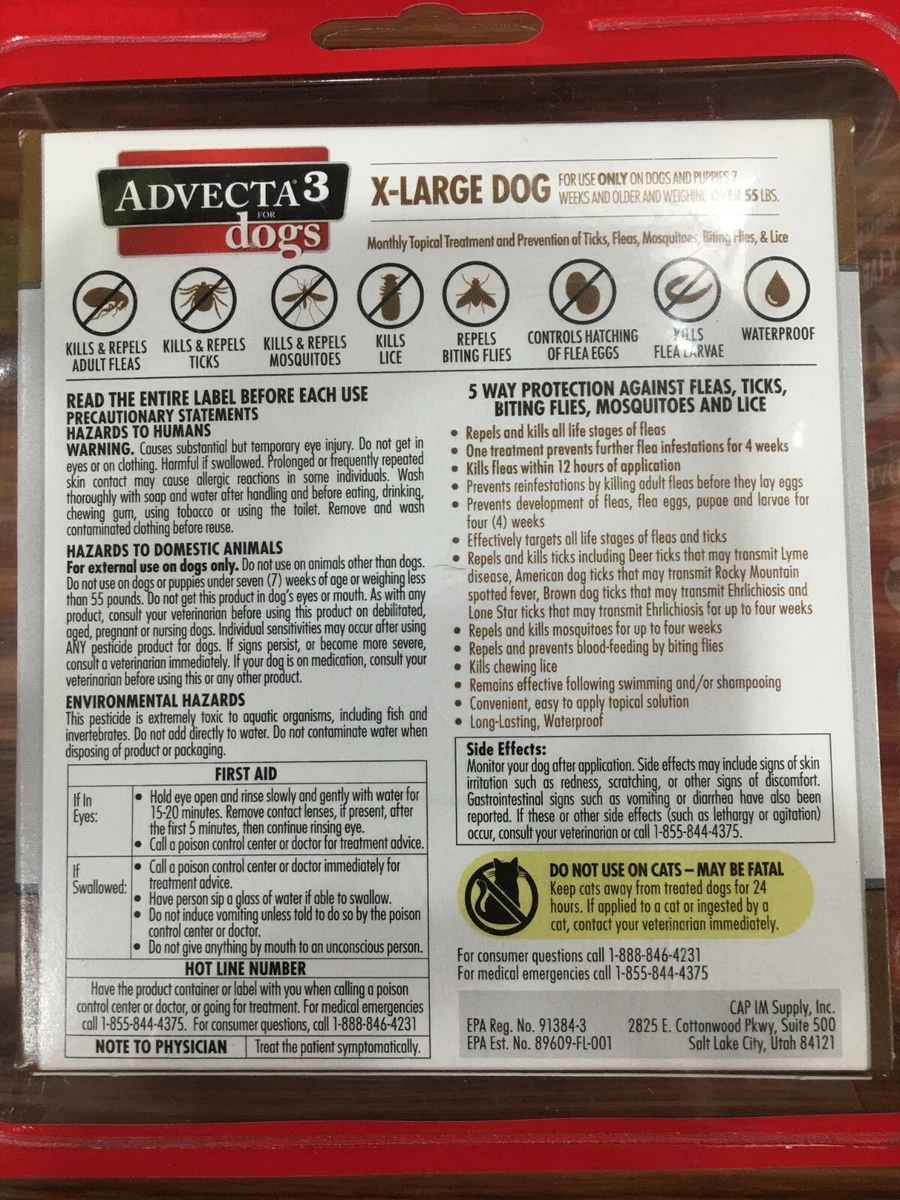 ADVECTA 3
FOR
dogs
X-LARGE DOG
FOR USE ONLY ON DOGS AND PUPPIES 7
WEEKS AND OLDER AND WEIGHING OVER 55 LBS.
Monthly Topical Treatment and Prevention of Ticks, Fleas, Mosquitoes, Biting Flies, & Lice
KILLS & REPELS
ADULT FLEAS
KILLS & REPELS
TICKS
KILLS & REPELS
MOSQUITOES
KILLS
LICE
REPELS
BITING FLIES
CONTROLS HATCHING
OF FLEA EGGS
KILLS
FLEA LARVAE
WATERPROOF
READ THE ENTIRE LABEL BEFORE EACH USE
PRECAUTIONARY STATEMENTS
HAZARDS TO HUMANS
WARNING. Causes substantial but temporary eye injury. Do not get in
eyes or on clothing. Harmful if swallowed. Prolonged or frequently repeated
skin contact may cause allergic reactions in some individuals. Wash
thoroughly with soap and water after handling and before eating, drinking,
chewing gum, using tobacco or using the toilet. Remove and wash
contaminated clothing before reuse.
HAZARDS TO DOMESTIC ANIMALS
For external use on dogs only. Do not use on animals other than dogs.
Do not use on dogs or puppies under seven (7) weeks of age or weighing less
than 55 pounds. Do not get this product in dog's eyes or mouth. As with any
product, consult your veterinarian before using this product on debilitated,
aged, pregnant or nursing dogs. Individual sensitivities may occur after using
ANY pesticide product for dogs. If signs persist, or become more severe,
consult a veterinarian immediately. If your dog is on medication, consult your
veterinarian before using this or any other product.
ENVIRONMENTAL HAZARDS
This pesticide is extremely toxic to aquatic organisms, including fish and
invertebrates. Do not add directly to water. Do not contaminate water when
disposing of product or packaging.
FIRST AID
If In
Eyes:
• Hold eye open and rinse slowly and gently with water for
15-20 minutes. Remove contact lenses, if present, after
the first 5 minutes, then continue rinsing eye.
• Call a poison control center or doctor for treatment advice.
If
Swallowed:
• Call a poison control center or doctor immediately for
treatment advice.
• Have person sip a glass of water if able to swallow.
• Do not induce vomiting unless told to do so by the poison
control center or doctor.
• Do not give anything by mouth to an unconscious person.
HOT LINE NUMBER
Have the product container or label with you when calling a poison
control center or doctor, or going for treatment. For medical emergencies
call 1-855-844-4375. For consumer questions, call 1-888-846-4231
NOTE TO PHYSICIAN Treat the patient symptomatically.
5 WAY PROTECTION AGAINST FLEAS, TICKS,
BITING FLIES, MOSQUITOES AND LICE
• Repels and kills all life stages of fleas
• One treatment prevents further flea infestations for 4 weeks
• Kills fleas within 12 hours of application
• Prevents reinfestations by killing adult fleas before they lay eggs
• Prevents development of fleas, flea eggs, pupae and larvae for
four (4) weeks
• Effectively targets all life stages of fleas and ticks
• Repels and kills ticks including Deer ticks that may transmit Lyme
disease, American dog ticks that may transmit Rocky Mountain
spotted fever, Brown dog ticks that may transmit Ehrlichiosis and
Lone Star ticks that may transmit Ehrlichiosis for up to four weeks
• Repels and kills mosquitoes for up to four weeks
• Repels and prevents blood-feeding by biting flies
• Kills chewing lice
• Remains effective following swimming and/or shampooing
• Convenient, easy to apply topical solution
• Long-Lasting, Waterproof
Side Effects:
Monitor your dog after application. Side effects may include signs of skin
irritation such as redness, scratching, or other signs of discomfort.
Gastrointestinal signs such as vomiting or diarrhea have also been
reported. If these or other side effects (such as lethargy or agitation)
occur, consult your veterinarian or call 1-855-844-4375.
DO NOT USE ON CATS – MAY BE FATAL
Keep cats away from treated dogs for 24
hours. If applied to a cat or ingested by a
cat, contact your veterinarian immediately.
For consumer questions call 1-888-846-4231
For medical emergencies call 1-855-844-4375
EPA Reg. No. 91384-3
EPA Est. No. 89609-FL-001
CAP IM Supply, Inc.
2825 E. Cottonwood Pkwy, Suite 500
Salt Lake City, Utah 84121